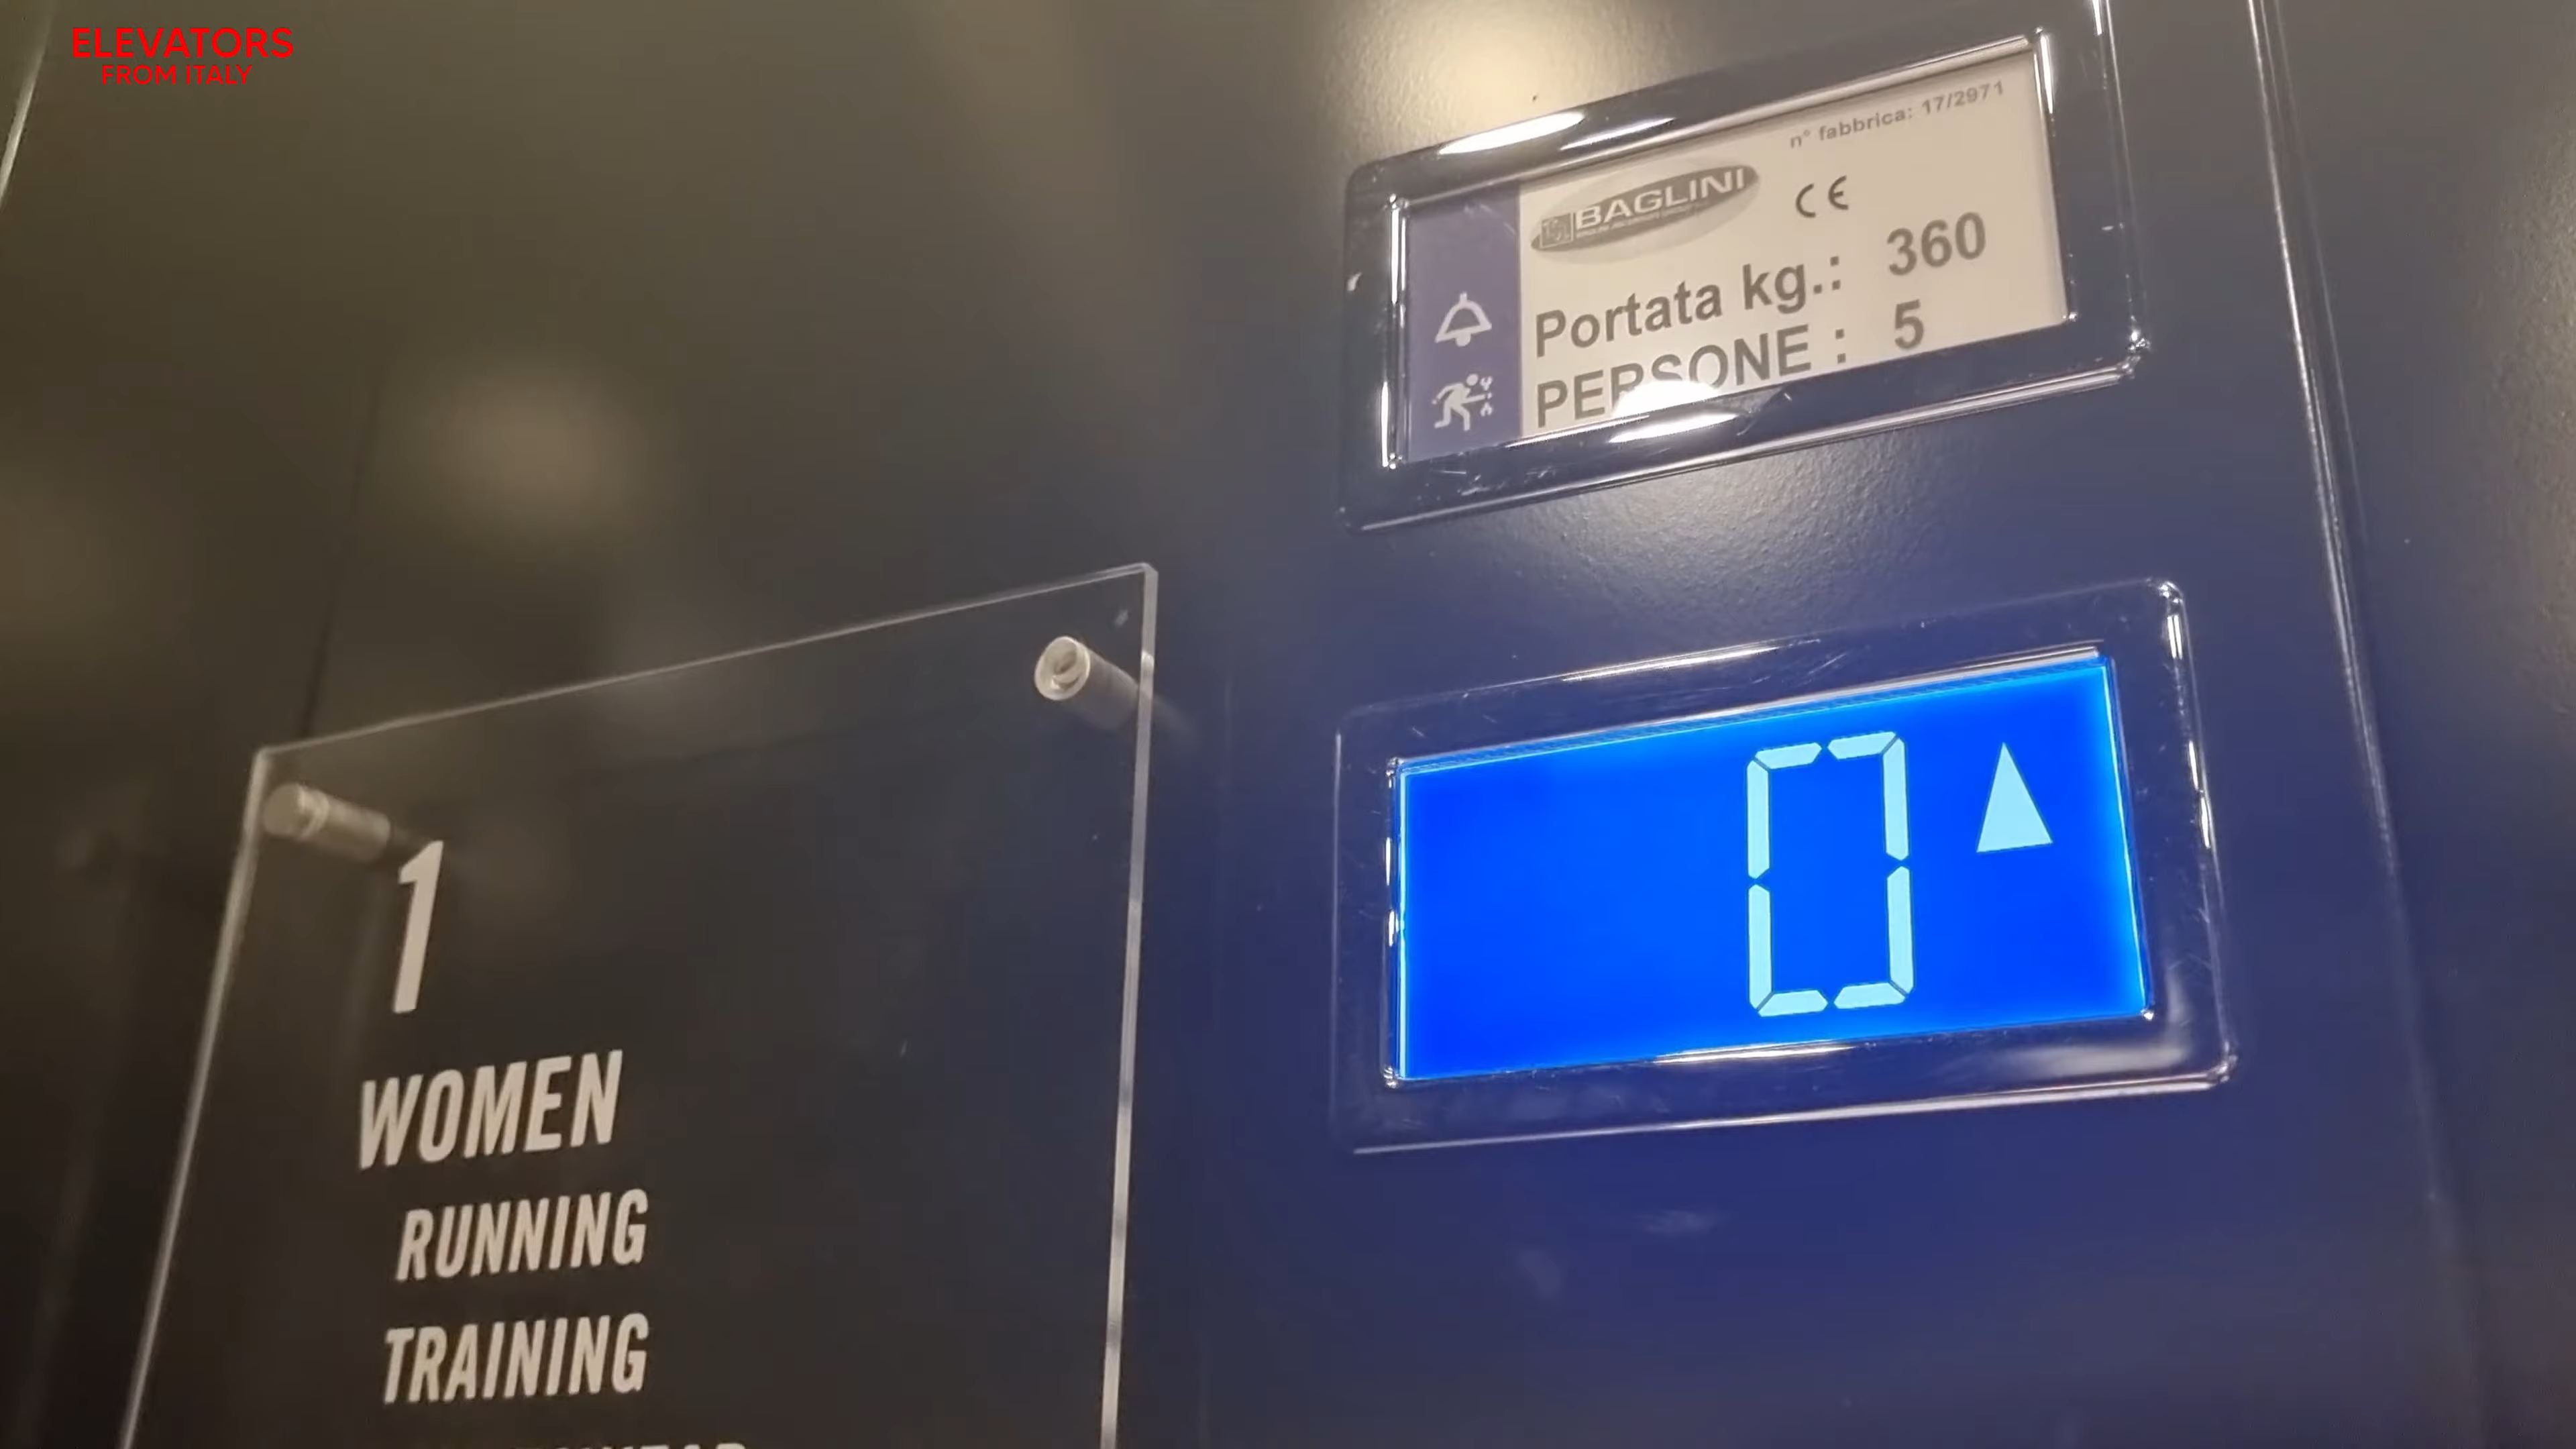 ELEVATORS
FROM ITALY
n° fabbrica: 17/2971
BAGLINI
CE
Portata kg.: 360
PERSONE : 5
0
1
WOMEN
RUNNING
TRAINING